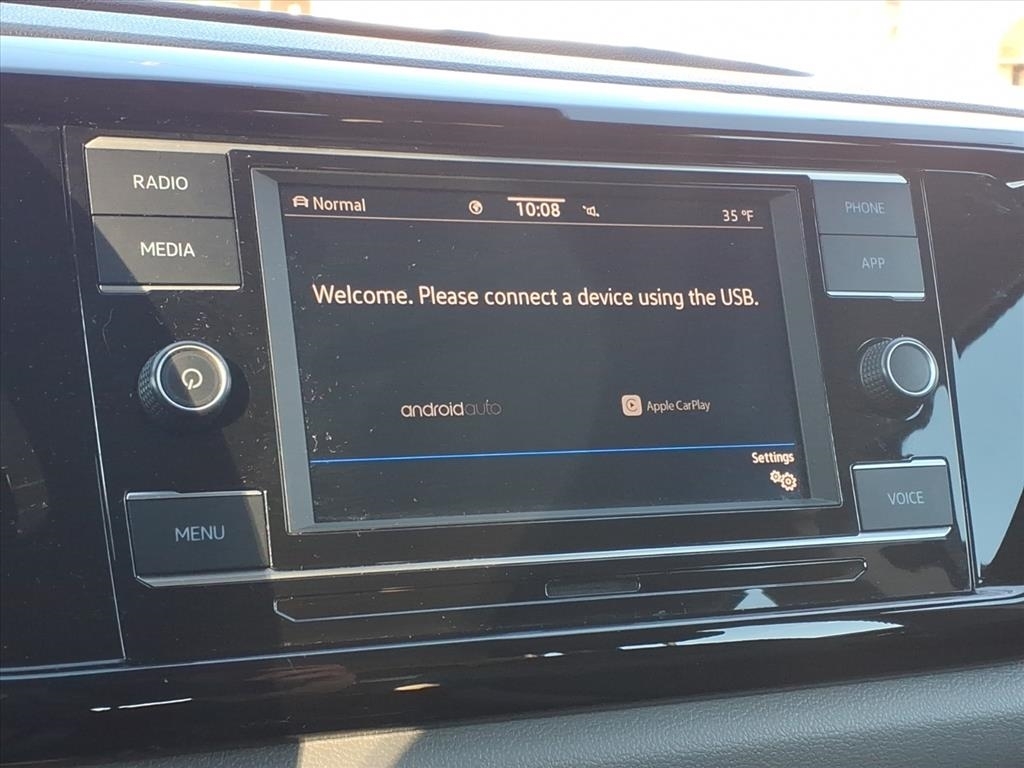 RADIO
MEDIA
MENU
Normal
10:08
35 °F
Welcome. Please connect a device using the USB.
androidauto
Apple CarPlay
Settings
PHONE
APP
VOICE